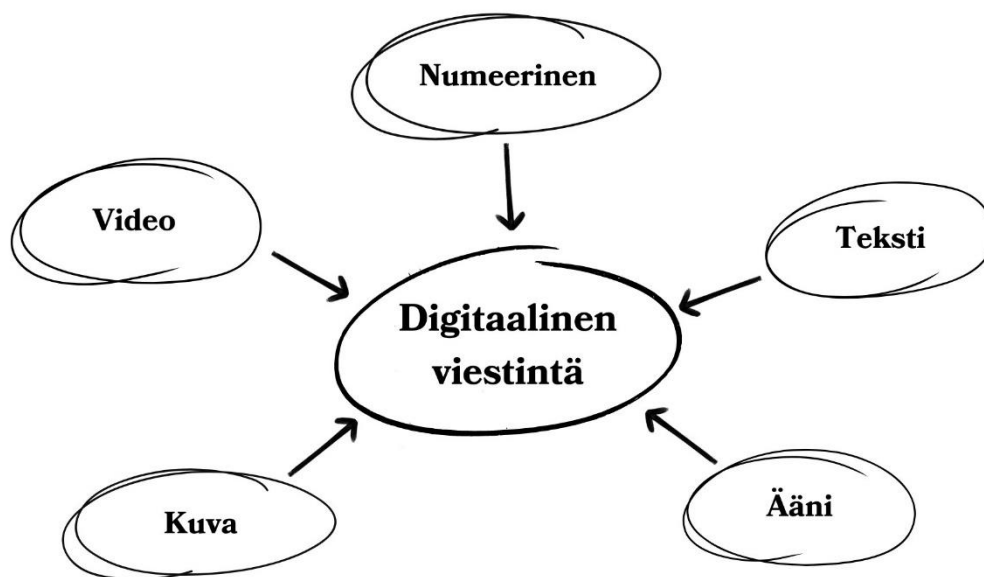 Numeerinen
Video
Teksti
Digitaalinen
viestintä
Kuva
Ääni